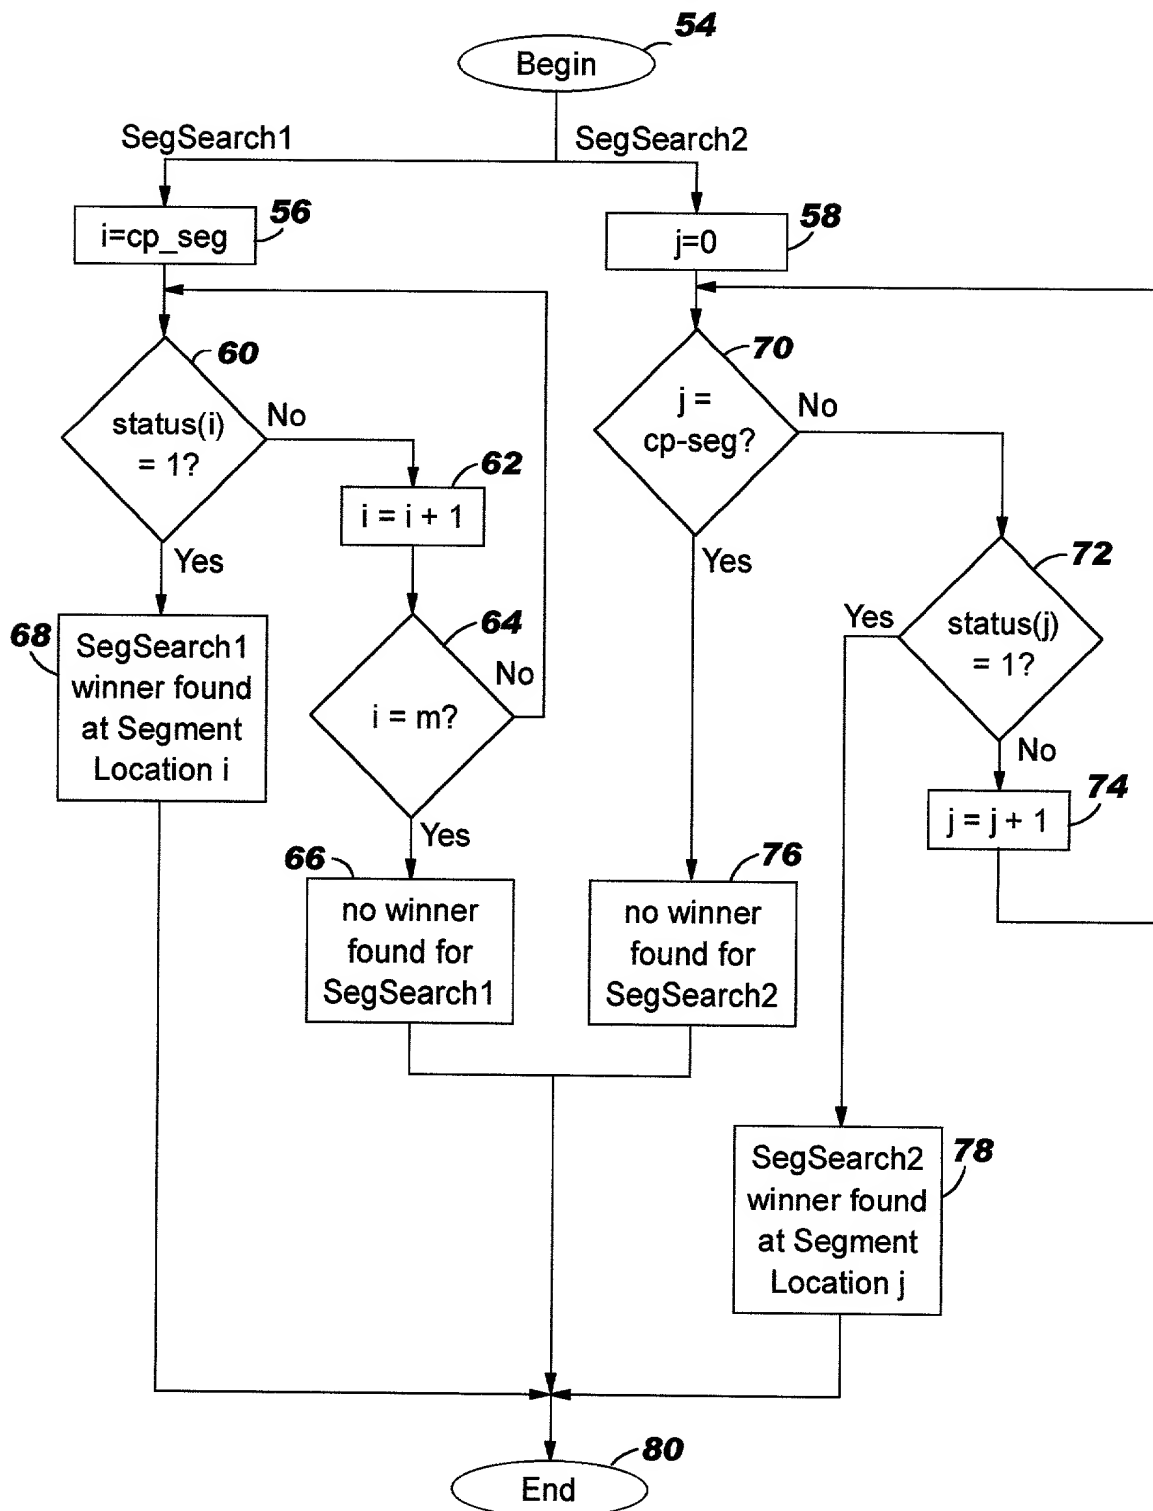 54
Begin
SegSearch1
SegSearch2
56
i=cp_seg
58
j=0
60
status(i)
= 1?
No
Yes
62
i = i + 1
64
i = m?
No
Yes
68
SegSearch1
winner found
at Segment
Location i
66
no winner
found for
SegSearch1
70
j =
cp-seg?
No
Yes
72
status(j)
= 1?
Yes
No
74
j = j + 1
76
no winner
found for
SegSearch2
78
SegSearch2
winner found
at Segment
Location j
80
End